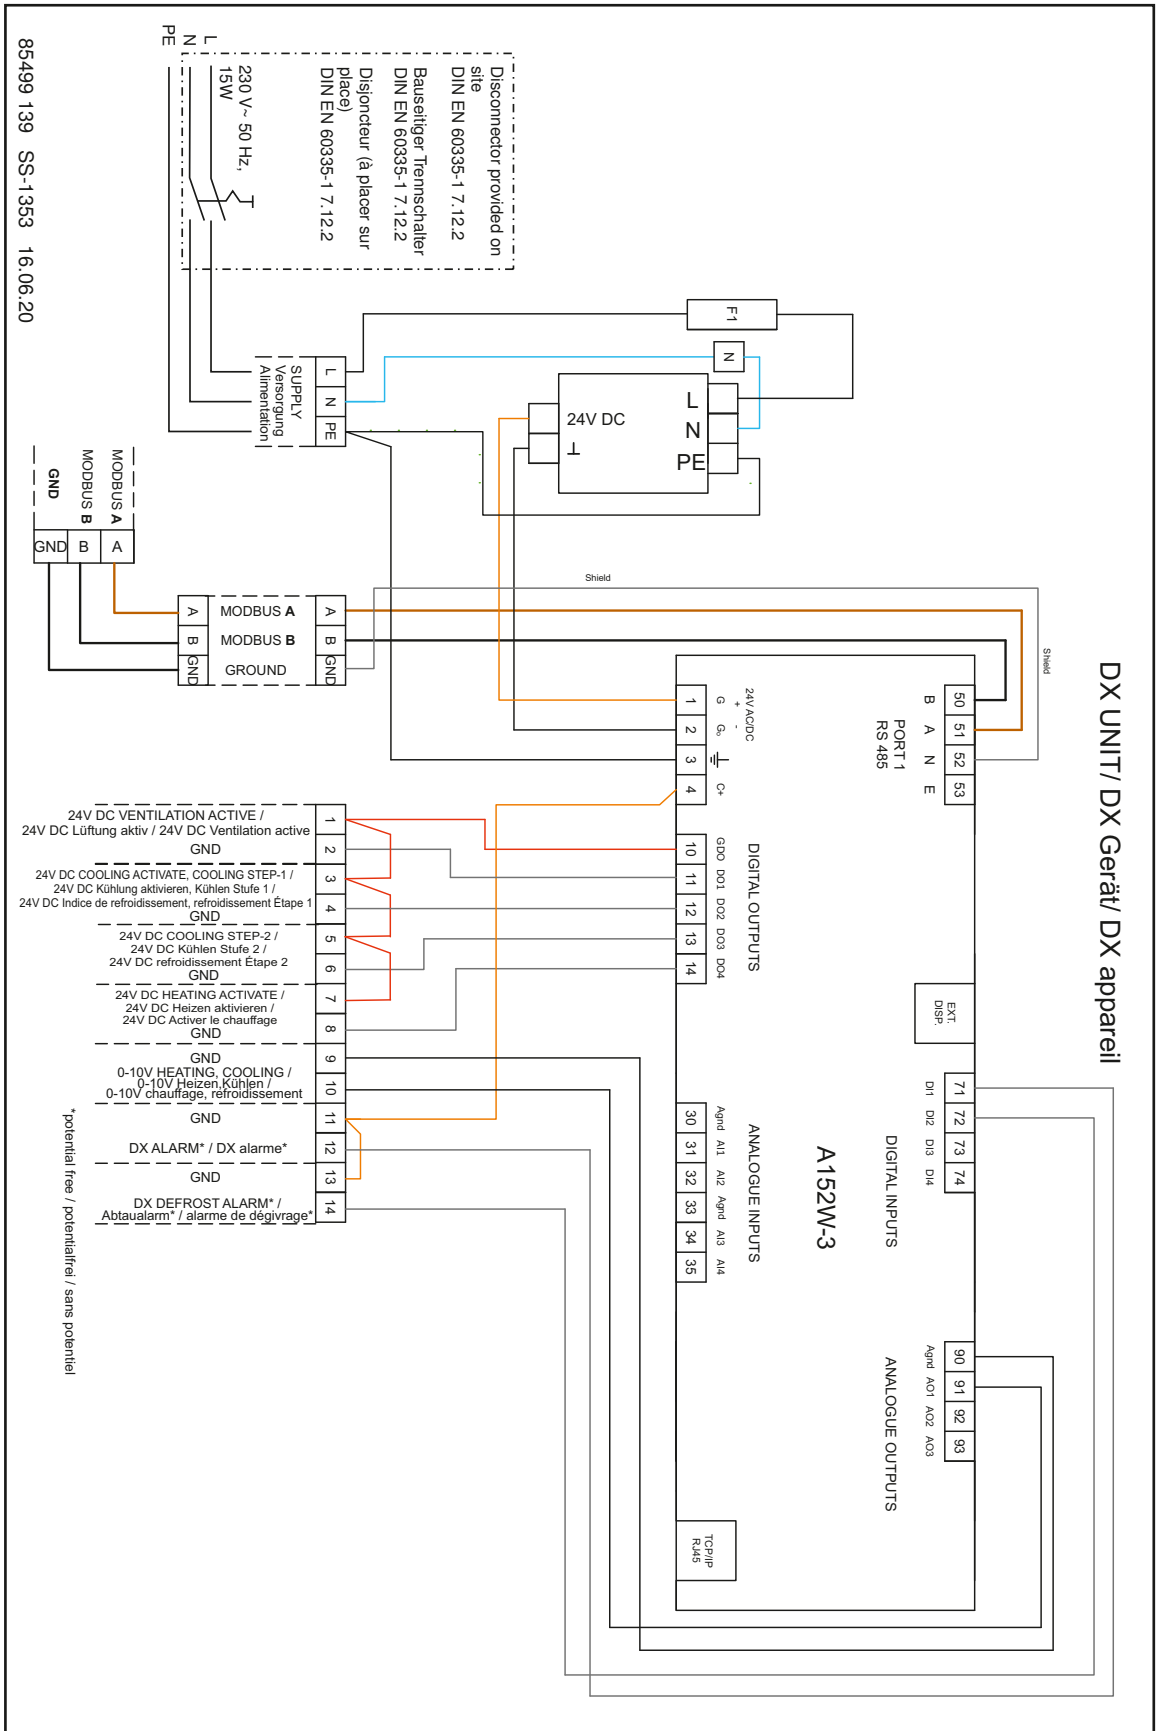 DX UNIT/ DX Gerät/ DX appareil
Disconnector provided on
site
DIN EN 60335-1 7.12.2
Bauseitiger Trennschalter
DIN EN 60335-1 7.12.2
Disjoncteur (à placer sur
place)
DIN EN 60335-1 7.12.2
230 V~ 50 Hz,
15W
L
N
PE
85499 139 SS-1353 16.06.20
F1
N
L
N
PE
24V DC
⊥
L
N
PE
SUPPLY
Versorgung
Alimentation
MODBUS A
MODBUS B
GND
A
B
GND
A
B
GND
MODBUS A
MODBUS B
GROUND
A
B
GND
Shield
Shield
50
51
52
53
B
A
N
E
PORT 1
RS 485
24V AC/DC
+
-
G
G0
C+
1
2
3
4
DIGITAL OUTPUTS
GDO
DO1
DO2
DO3
DO4
10
11
12
13
14
EXT.
DISP.
71
72
73
74
DI1
DI2
DI3
DI4
DIGITAL INPUTS
A152W-3
ANALOGUE INPUTS
Agnd
AI1
AI2
Agnd
AI3
AI4
30
31
32
33
34
35
90
91
92
93
Agnd
AO1
AO2
AO3
ANALOGUE OUTPUTS
TCP/IP
RJ45
24V DC VENTILATION ACTIVE /
24V DC Lüftung aktiv / 24V DC Ventilation active
1
GND
2
24V DC COOLING ACTIVATE, COOLING STEP-1 /
24V DC Kühlung aktivieren, Kühlen Stufe 1 /
24V DC Indice de refroidissement, refroidissement Étape 1
3
GND
4
24V DC COOLING STEP-2 /
24V DC Kühlen Stufe 2 /
24V DC refroidissement Étape 2
5
GND
6
24V DC HEATING ACTIVATE /
24V DC Heizen aktivieren /
24V DC Activer le chauffage
7
GND
8
GND
9
0-10V HEATING, COOLING /
0-10V Heizen,Kühlen /
0-10V chauffage, refroidissement
10
GND
11
DX ALARM* / DX alarme*
12
GND
13
DX DEFROST ALARM* /
Abtaualarm* / alarme de dégivrage*
14
*potential free / potentialfrei / sans potentiel